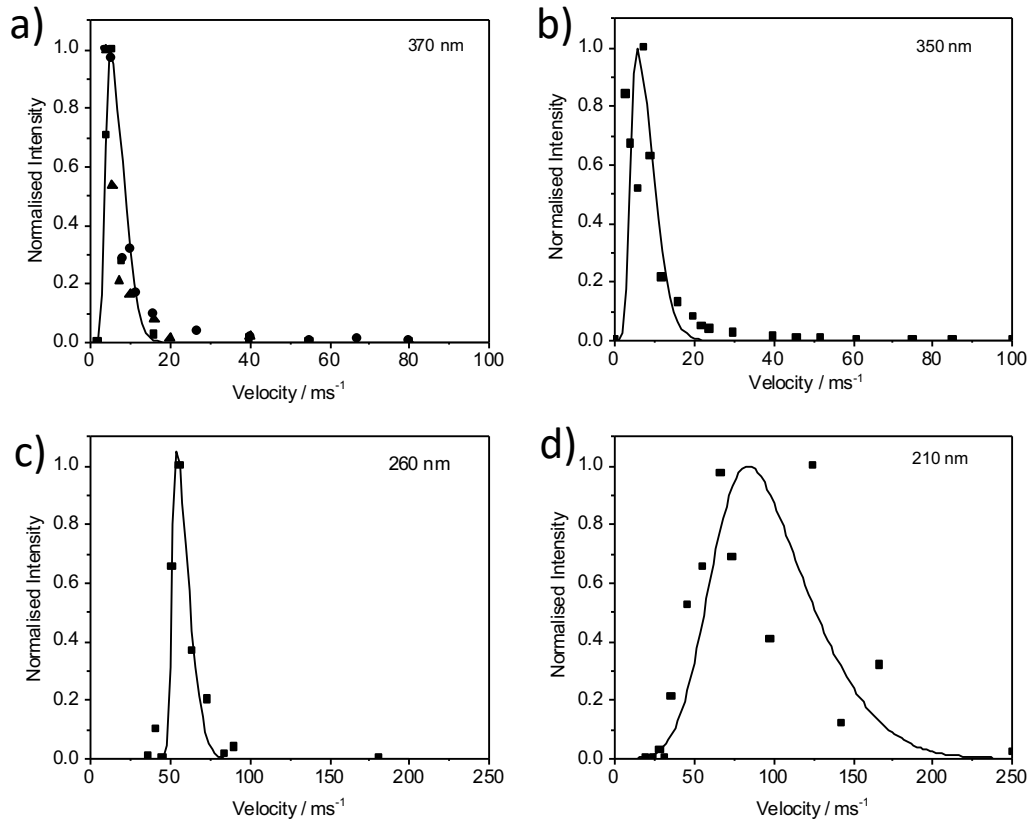 a)
370 nm
1.0
0.8
0.6
0.4
0.2
0.0
Normalised Intensity
0 20 40 60 80 100
Velocity / ms⁻¹
b)
350 nm
1.0
0.8
0.6
0.4
0.2
0.0
Normalised Intensity
0 20 40 60 80 100
Velocity / ms⁻¹
c)
260 nm
1.0
0.8
0.6
0.4
0.2
0.0
Normalised Intensity
0 50 100 150 200 250
Velocity / ms⁻¹
d)
210 nm
1.0
0.8
0.6
0.4
0.2
0.0
Normalised Intensity
0 50 100 150 200 250
Velocity / ms⁻¹